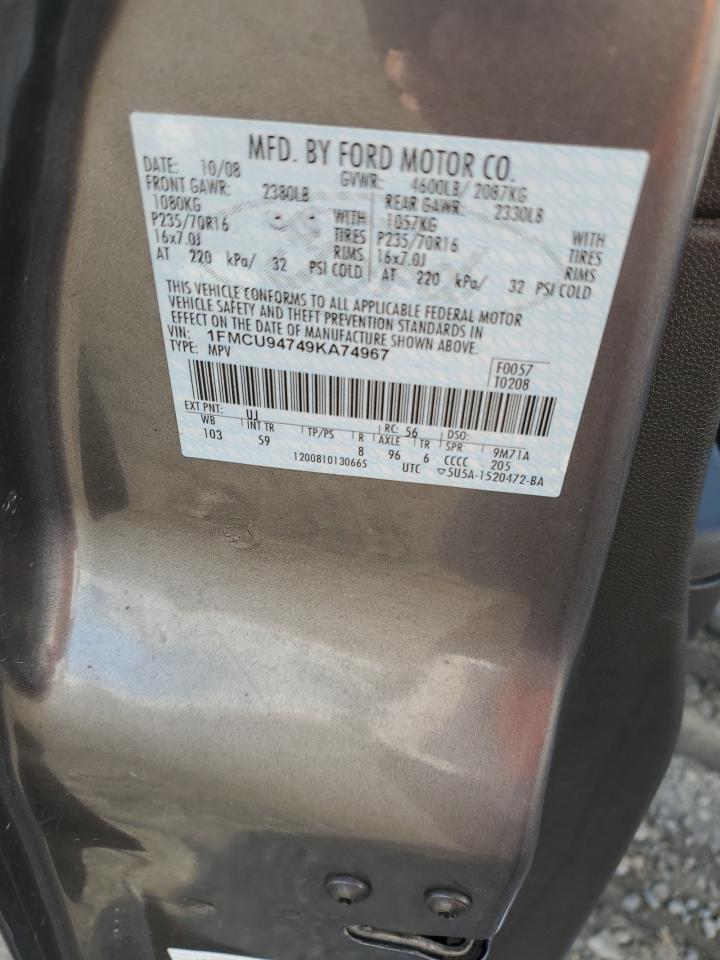 MFD. BY FORD MOTOR CO.
DATE: 10/08 GVWR: 4600LB/ 2087KG
FRONT GAWR: 2380LB REAR GAWR: 2330LB
1080KG WITH 1057KG WITH
P235/70R16 TIRES P235/70R16 TIRES
16x7.0J RIMS 16x7.0J RIMS
AT 220 kPa/ 32 PSI COLD AT 220 kPa/ 32 PSI COLD
THIS VEHICLE CONFORMS TO ALL APPLICABLE FEDERAL MOTOR
VEHICLE SAFETY AND THEFT PREVENTION STANDARDS IN
EFFECT ON THE DATE OF MANUFACTURE SHOWN ABOVE.
VIN: 1FMCU94749KA74967 F0057
TYPE: MPV T0208
EXT PNT: UJ RC: 56 DSO: 9M71A
WB INT TR TP/PS R AXLE TR SPR
103 59 8 96 6 CCCC 205
1200810130665 UTC ▽5U5A-1520472-BA